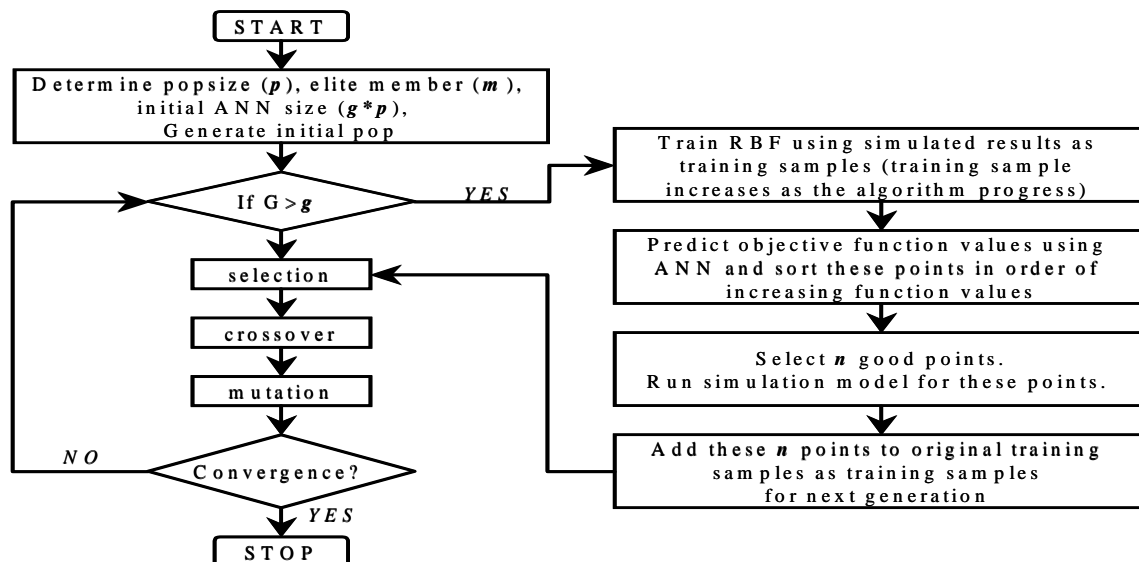 START
Determine popsize (p), elite member (m),
initial ANN size (g*p),
Generate initial pop
If G>g
YES
selection
crossover
mutation
Convergence?
NO
YES
STOP
Train RBF using simulated results as
training samples (training sample
increases as the algorithm progress)
Predict objective function values using
ANN and sort these points in order of
increasing function values
Select n good points.
Run simulation model for these points.
Add these n points to original training
samples as training samples
for next generation